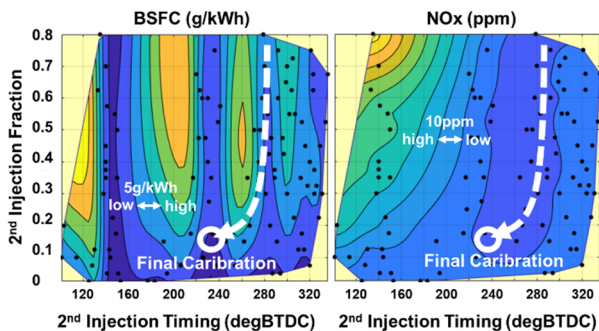 BSFC (g/kWh)
NOx (ppm)
2nd Injection Fraction
0.8
0.7
0.6
0.5
0.4
0.3
0.2
0.1
0
5g/kWh
low high
Final Caribration
10ppm
high low
Final Caribration
120 160 200 240 280 320
120 160 200 240 280 320
2nd Injection Timing (degBTDC)
2nd Injection Timing (degBTDC)